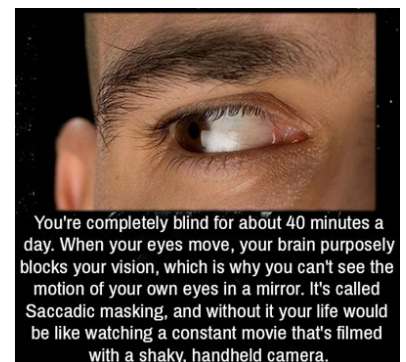 You're completely blind for about 40 minutes a
day. When your eyes move, your brain purposely
blocks your vision, which is why you can't see the
motion of your own eyes in a mirror. It's called
Saccadic masking, and without it your life would
be like watching a constant movie that's filmed
with a shaky, handheld camera.